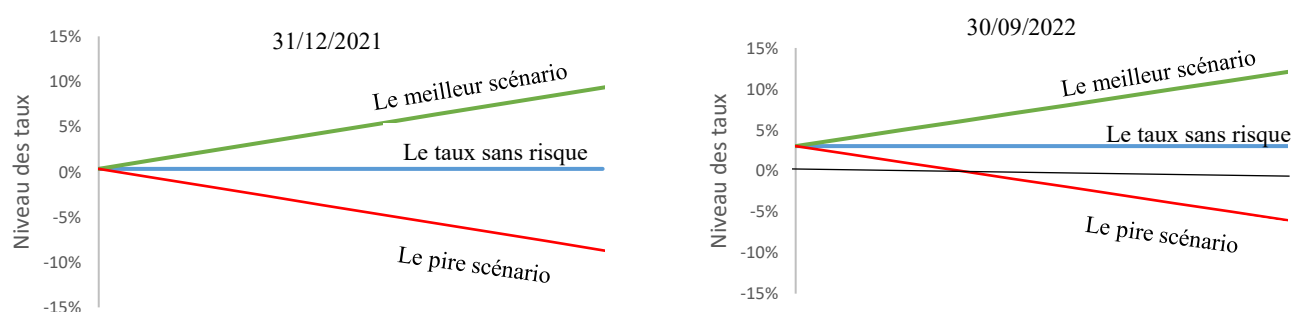 31/12/2021
15%
10%
5%
0%
-5%
-10%
-15%
Niveau des taux
Le meilleur scénario
Le taux sans risque
Le pire scénario
30/09/2022
15%
10%
5%
0%
-5%
-10%
-15%
Niveau des taux
Le meilleur scénario
Le taux sans risque
Le pire scénario